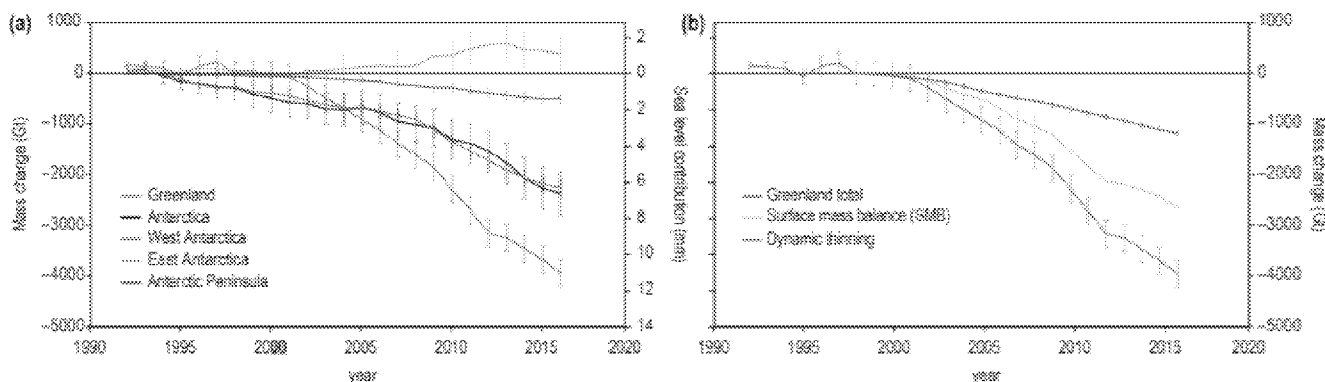 (a)
1000
0
−1000
−2000
−3000
−4000
−5000
Mass change (Gt)
Greenland
Antarctica
West Antarctica
East Antarctica
Antarctic Peninsula
1990
1995
2000
2005
2010
2015
2020
year
2
0
2
4
6
8
10
12
14
Sea level contribution (mm)
(b)
Greenland total
Surface mass balance (SMB)
Dynamic thinning
1990
1995
2000
2005
2010
2015
2020
year
1000
0
−1000
−2000
−3000
−4000
−5000
Mass change (Gt)